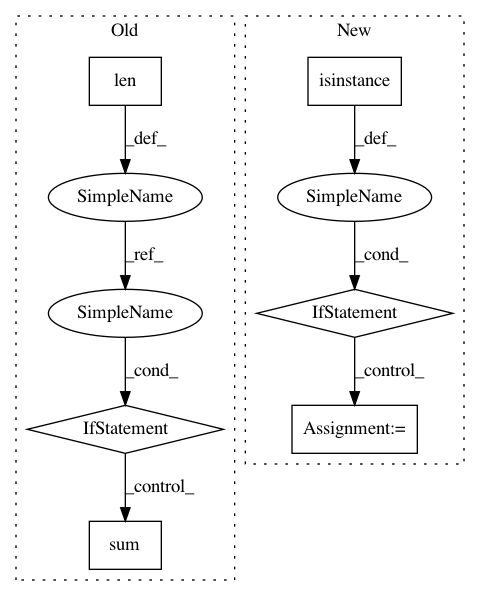 Old
len
_def_
SimpleName
_ref_
SimpleName
_cond_
IfStatement
_control_
sum
New
isinstance
_def_
SimpleName
_cond_
IfStatement
_control_
Assignment:=